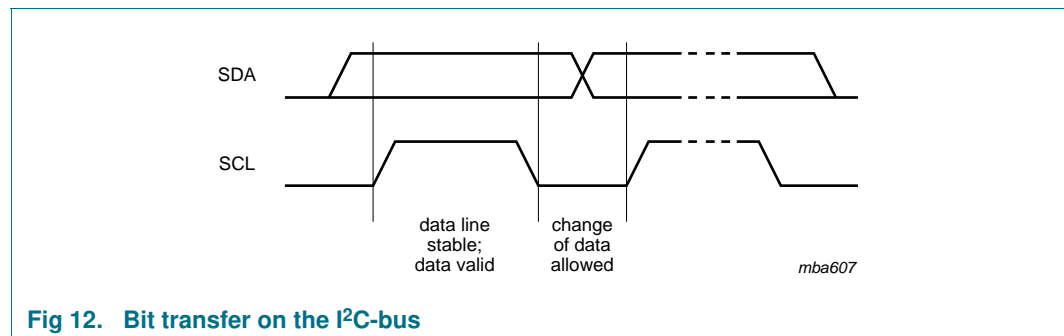 SDA
SCL
data line
stable;
data valid
change
of data
allowed
mba607
Fig 12. Bit transfer on the I²C-bus